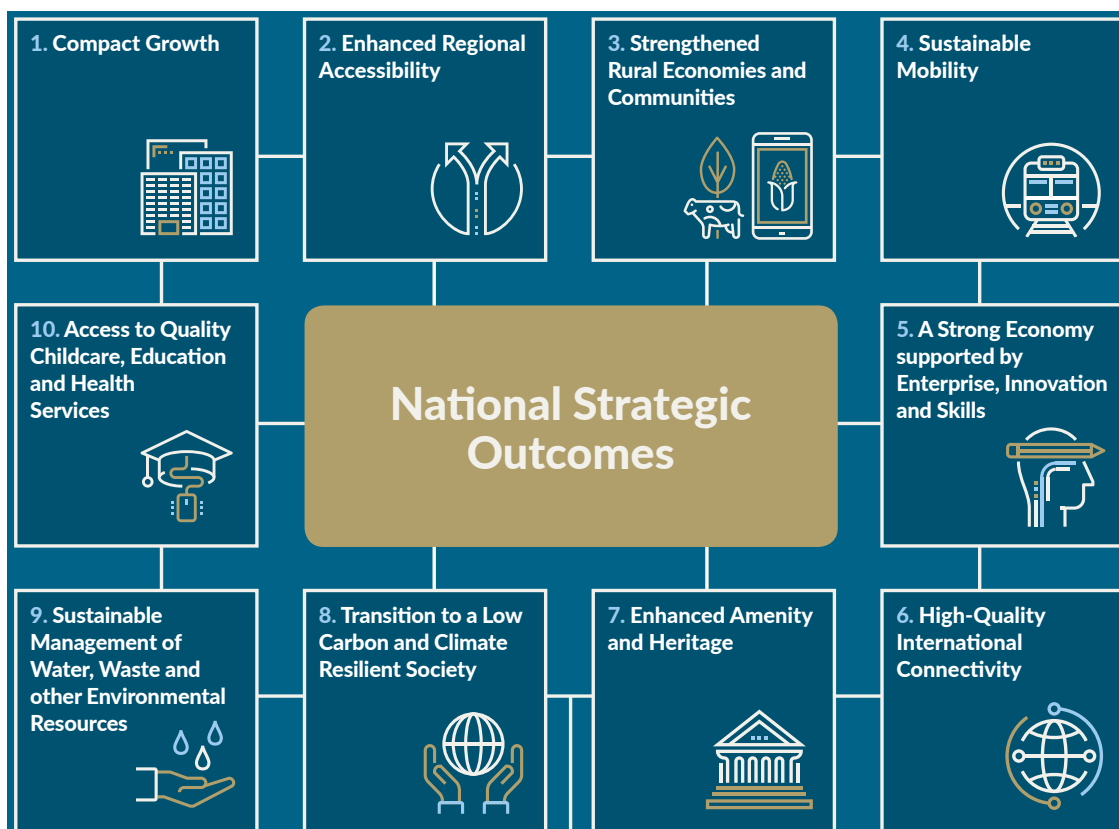 1. Compact Growth
2. Enhanced Regional
Accessibility
3. Strengthened
Rural Economies and
Communities
4. Sustainable
Mobility
10. Access to Quality
Childcare, Education
and Health
Services
National Strategic
Outcomes
5. A Strong Economy
supported by
Enterprise, Innovation
and Skills
9. Sustainable
Management of
Water, Waste and
other Environmental
Resources
8. Transition to a Low
Carbon and Climate
Resilient Society
7. Enhanced Amenity
and Heritage
6. High-Quality
International
Connectivity